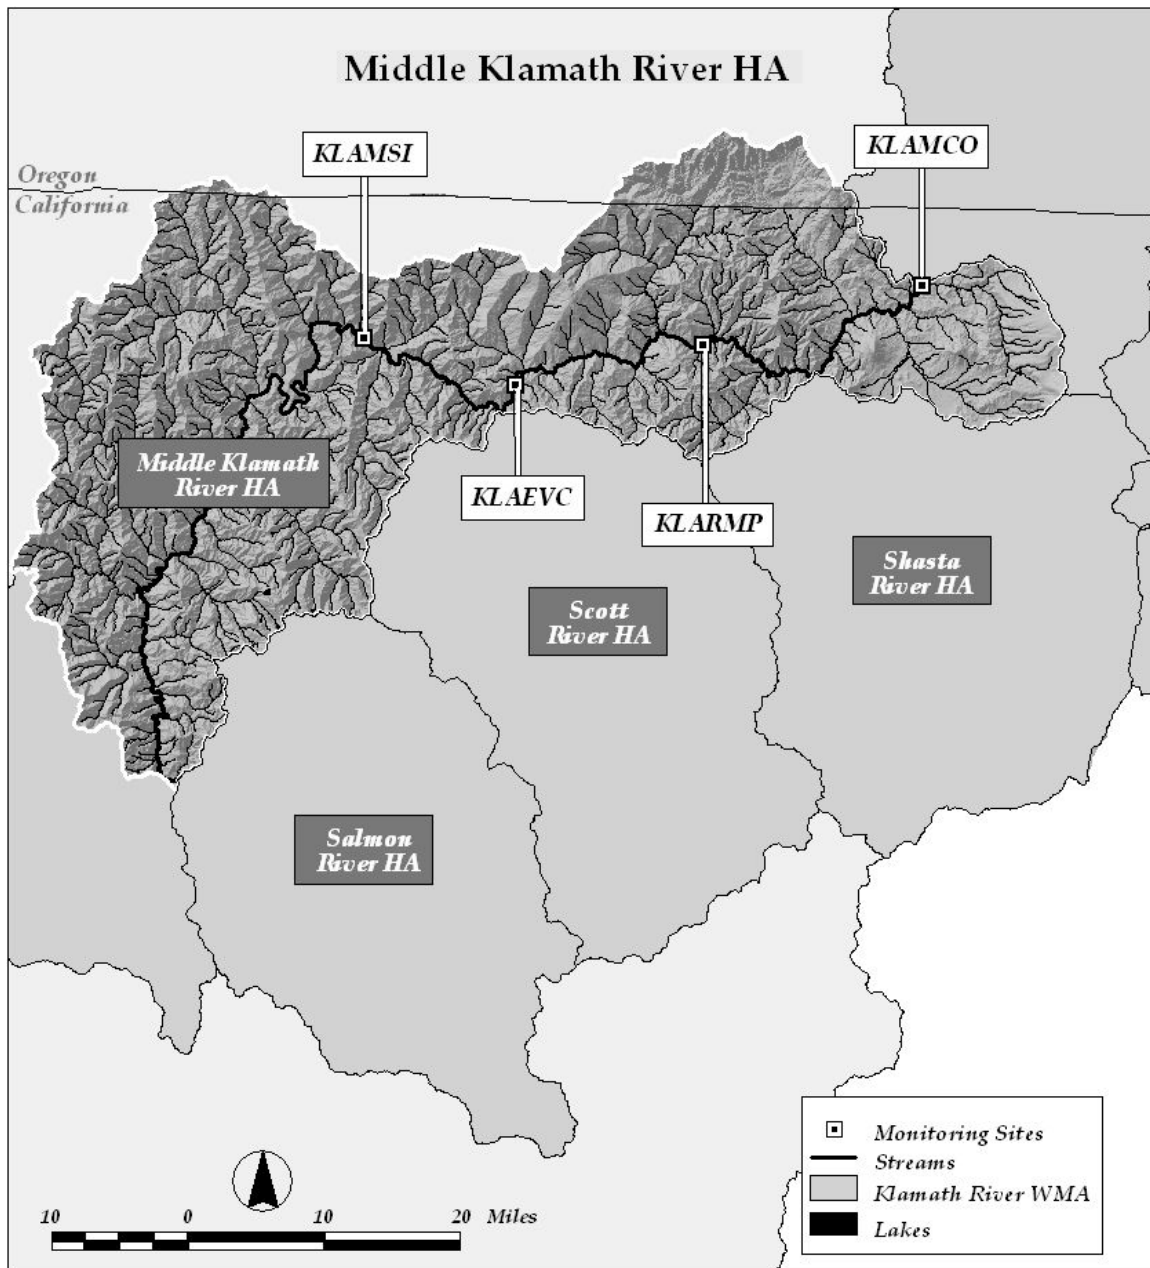 Middle Klamath River HA
KLAMSI
KLAMCO
Oregon
California
Middle Klamath
River HA
KLAEVC
KLARMP
Shasta
River HA
Scott
River HA
Salmon
River HA
Monitoring Sites
Streams
Klamath River WMA
Lakes
10 0 10 20 Miles